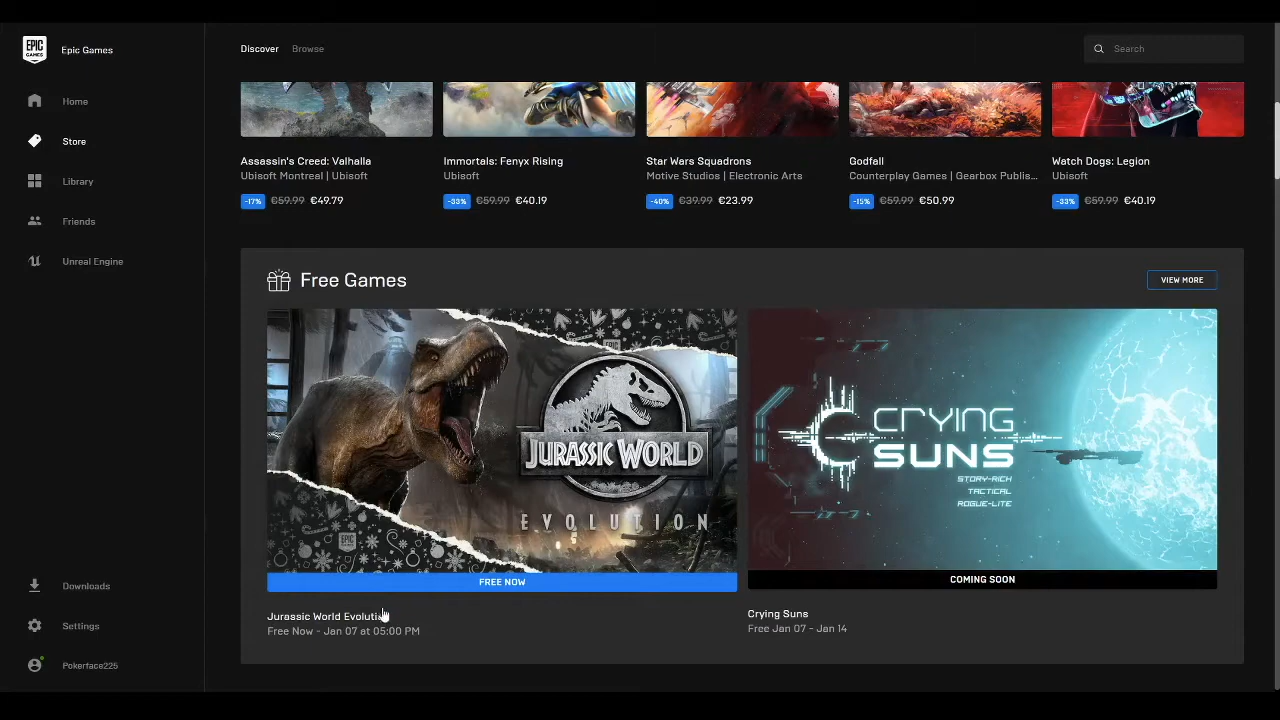 EPIC
GAMES
Epic Games
Home
Store
Library
Friends
Unreal Engine
Downloads
Settings
Pokerface225
Discover
Browse
Search
Assassin's Creed: Valhalla
Ubisoft Montreal | Ubisoft
-17% €59.99 €49.79
Immortals: Fenyx Rising
Ubisoft
-33% €59.99 €40.19
Star Wars Squadrons
Motive Studios | Electronic Arts
-40% €39.99 €23.99
Godfall
Counterplay Games | Gearbox Publis...
-15% €59.99 €50.99
Watch Dogs: Legion
Ubisoft
-33% €59.99 €40.19
Free Games
VIEW MORE
JURASSIC WORLD
EVOLUTION
FREE NOW
Jurassic World Evolution
Free Now - Jan 07 at 05:00 PM
CRYING
SUNS
STORY-RICH
TACTICAL
ROGUE-LITE
COMING SOON
Crying Suns
Free Jan 07 - Jan 14